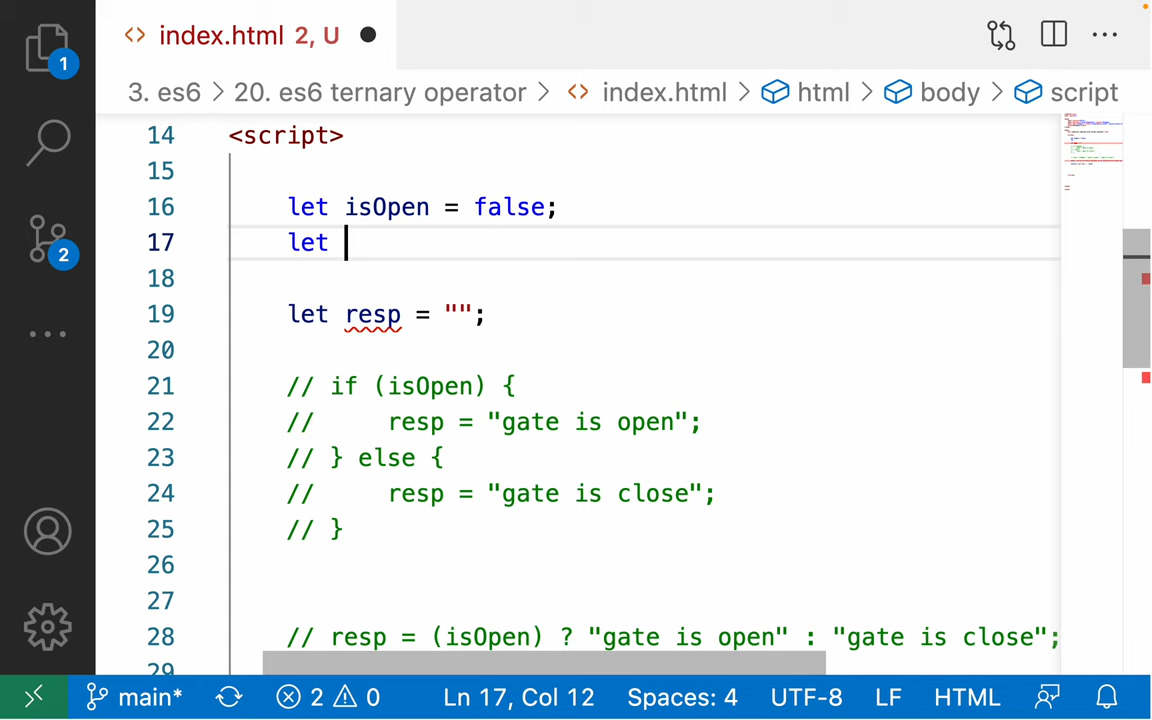 index.html 2, U
1
3. es6 > 20. es6 ternary operator > index.html > html > body > script
14 <script>
15
16 let isOpen = false;
17 let
18
19 let resp = "";
20
21 // if (isOpen) {
22 // resp = "gate is open";
23 // } else {
24 // resp = "gate is close";
25 // }
26
27
28 // resp = (isOpen) ? "gate is open" : "gate is close";
29
2
main* 2 0 Ln 17, Col 12 Spaces: 4 UTF-8 LF HTML